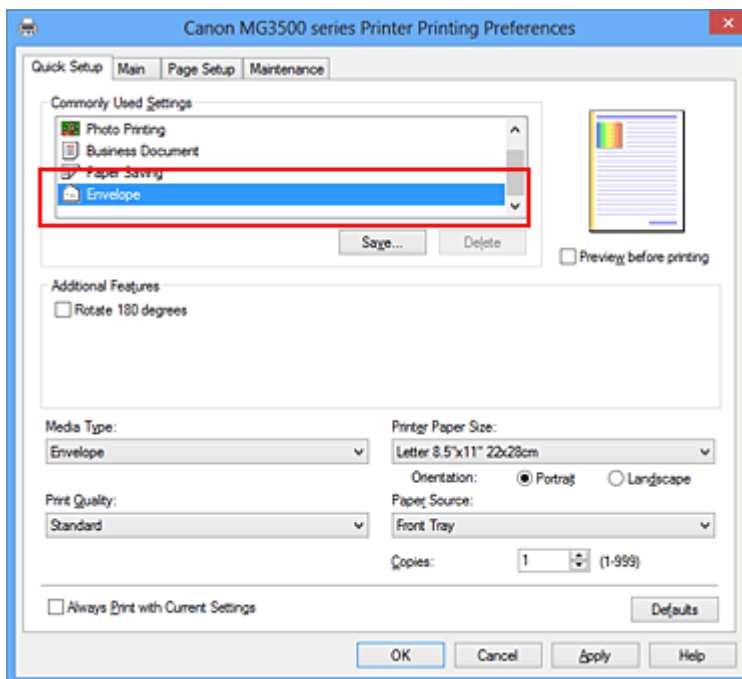 Canon MG3500 series Printer Printing Preferences
Quick Setup Main Page Setup Maintenance
Commonly Used Settings
Photo Printing
Business Document
Paper Saving
Envelope
Save... Delete
Preview before printing
Additional Features
Rotate 180 degrees
Media Type: Printer Paper Size:
Envelope Letter 8.5"x11" 22x28cm
Orientation: Portrait Landscape
Print Quality: Paper Source:
Standard Front Tray
Copies: 1 (1-999)
Always Print with Current Settings Defaults
OK Cancel Apply Help